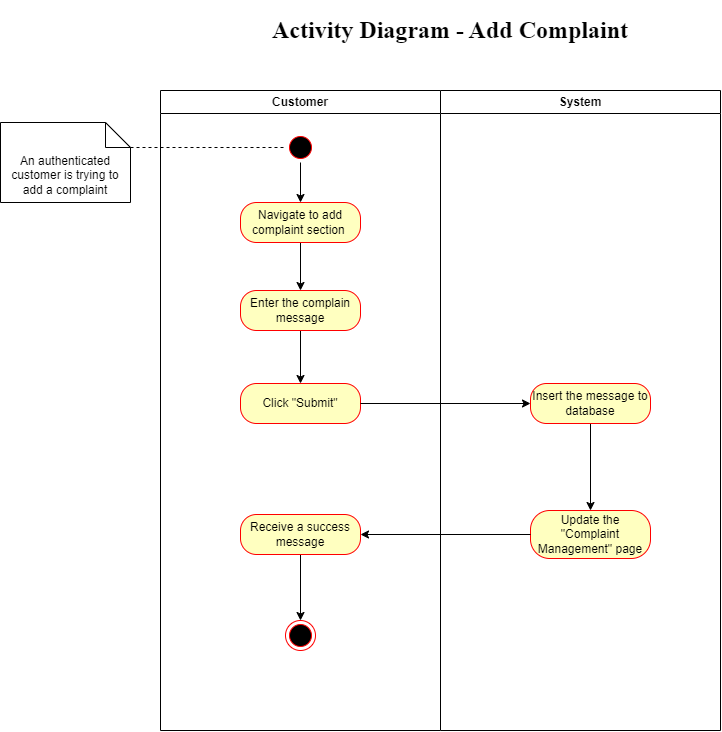 Activity Diagram - Add Complaint
Customer
System
An authenticated
customer is trying to
add a complaint
Navigate to add
complaint section
Enter the complain
message
Click "Submit"
Insert the message to
database
Update the
"Complaint
Management" page
Receive a success
message